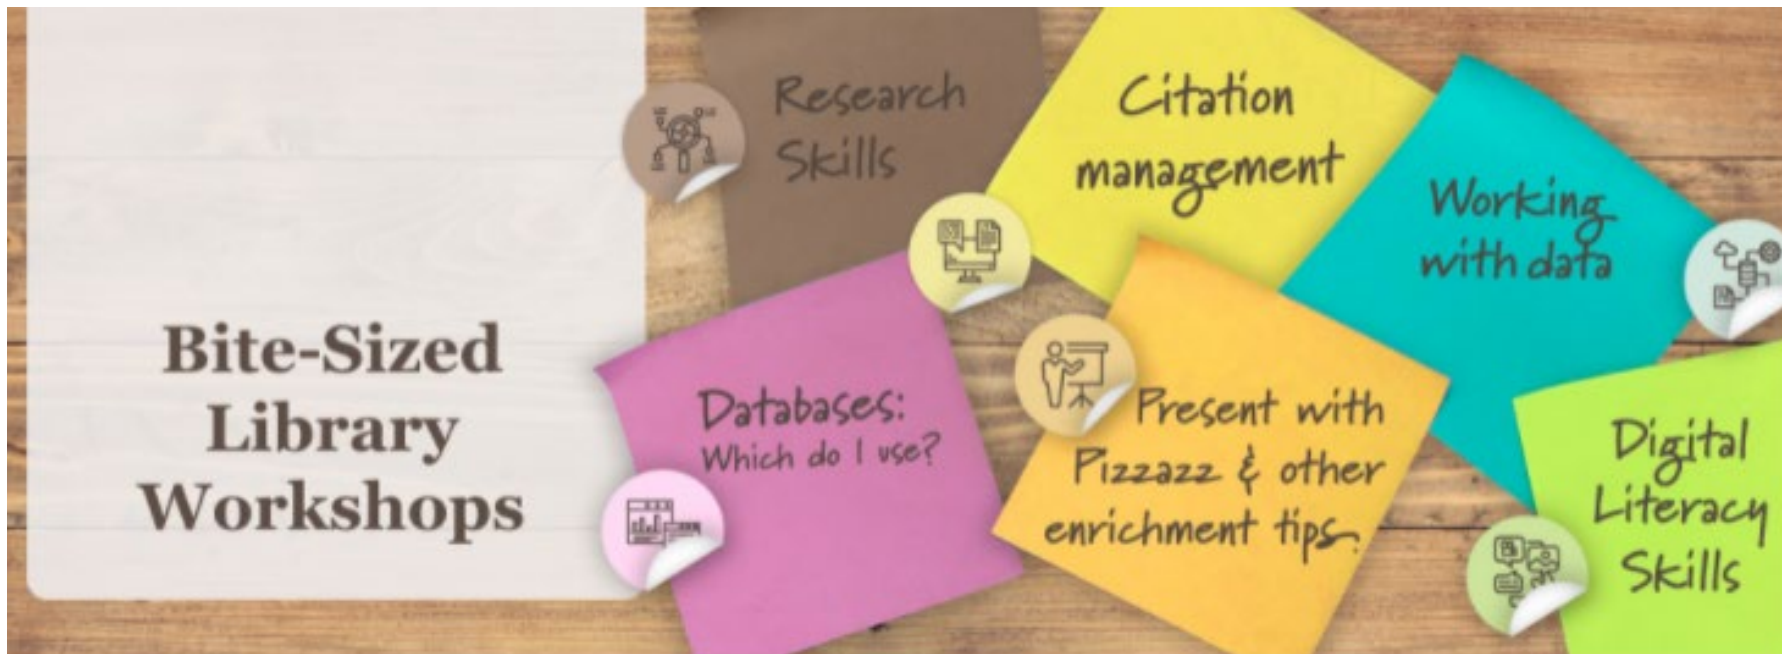 Bite-Sized
Library
Workshops
Research
Skills
Citation
management
Working
with data
Databases:
Which do I use?
Present with
Pizzazz & other
enrichment tips.
Digital
Literacy
Skills